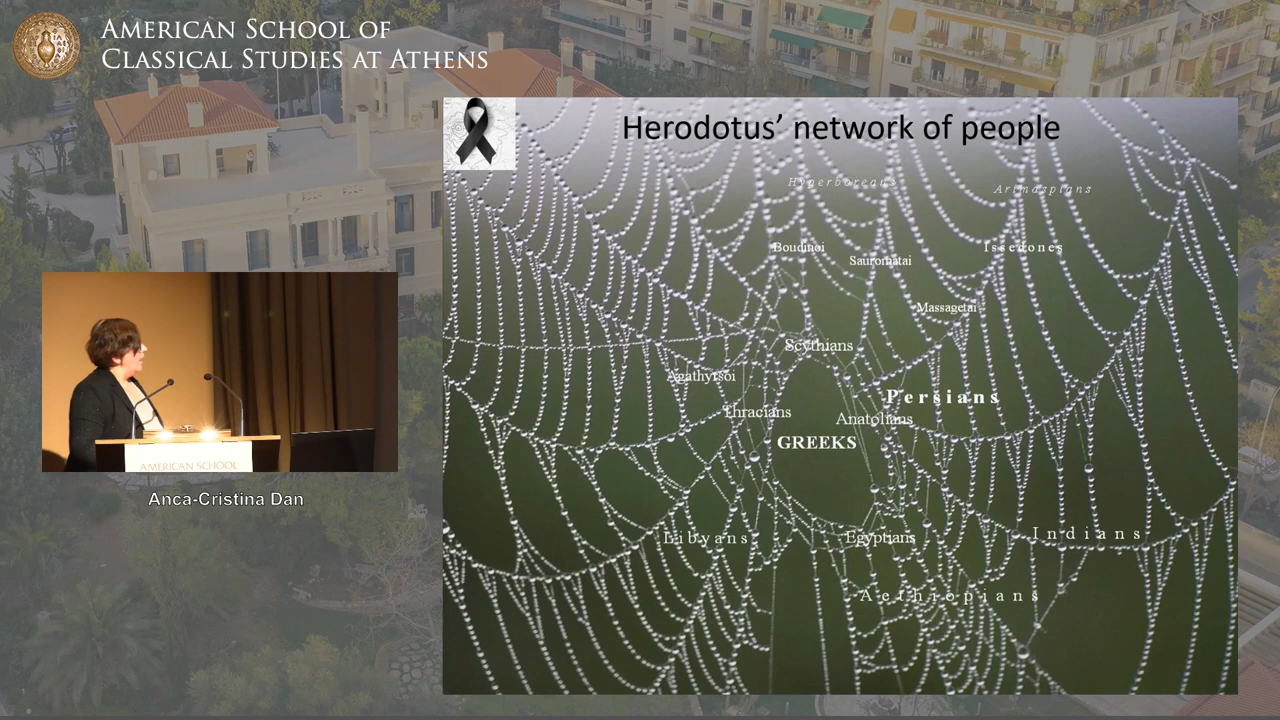 AMERICAN SCHOOL OF
CLASSICAL STUDIES AT ATHENS
Herodotus' network of people
Hyperboreans
Arimaspians
Boudinoi
Issedones
Sauromatai
Massagetai
Scythians
Agathyrsoi
Persians
Thracians
Anatolians
GREEKS
Libyans
Egyptians
Indians
Aethiopians
AMERICAN SCHOOL
Anca-Cristina Dan